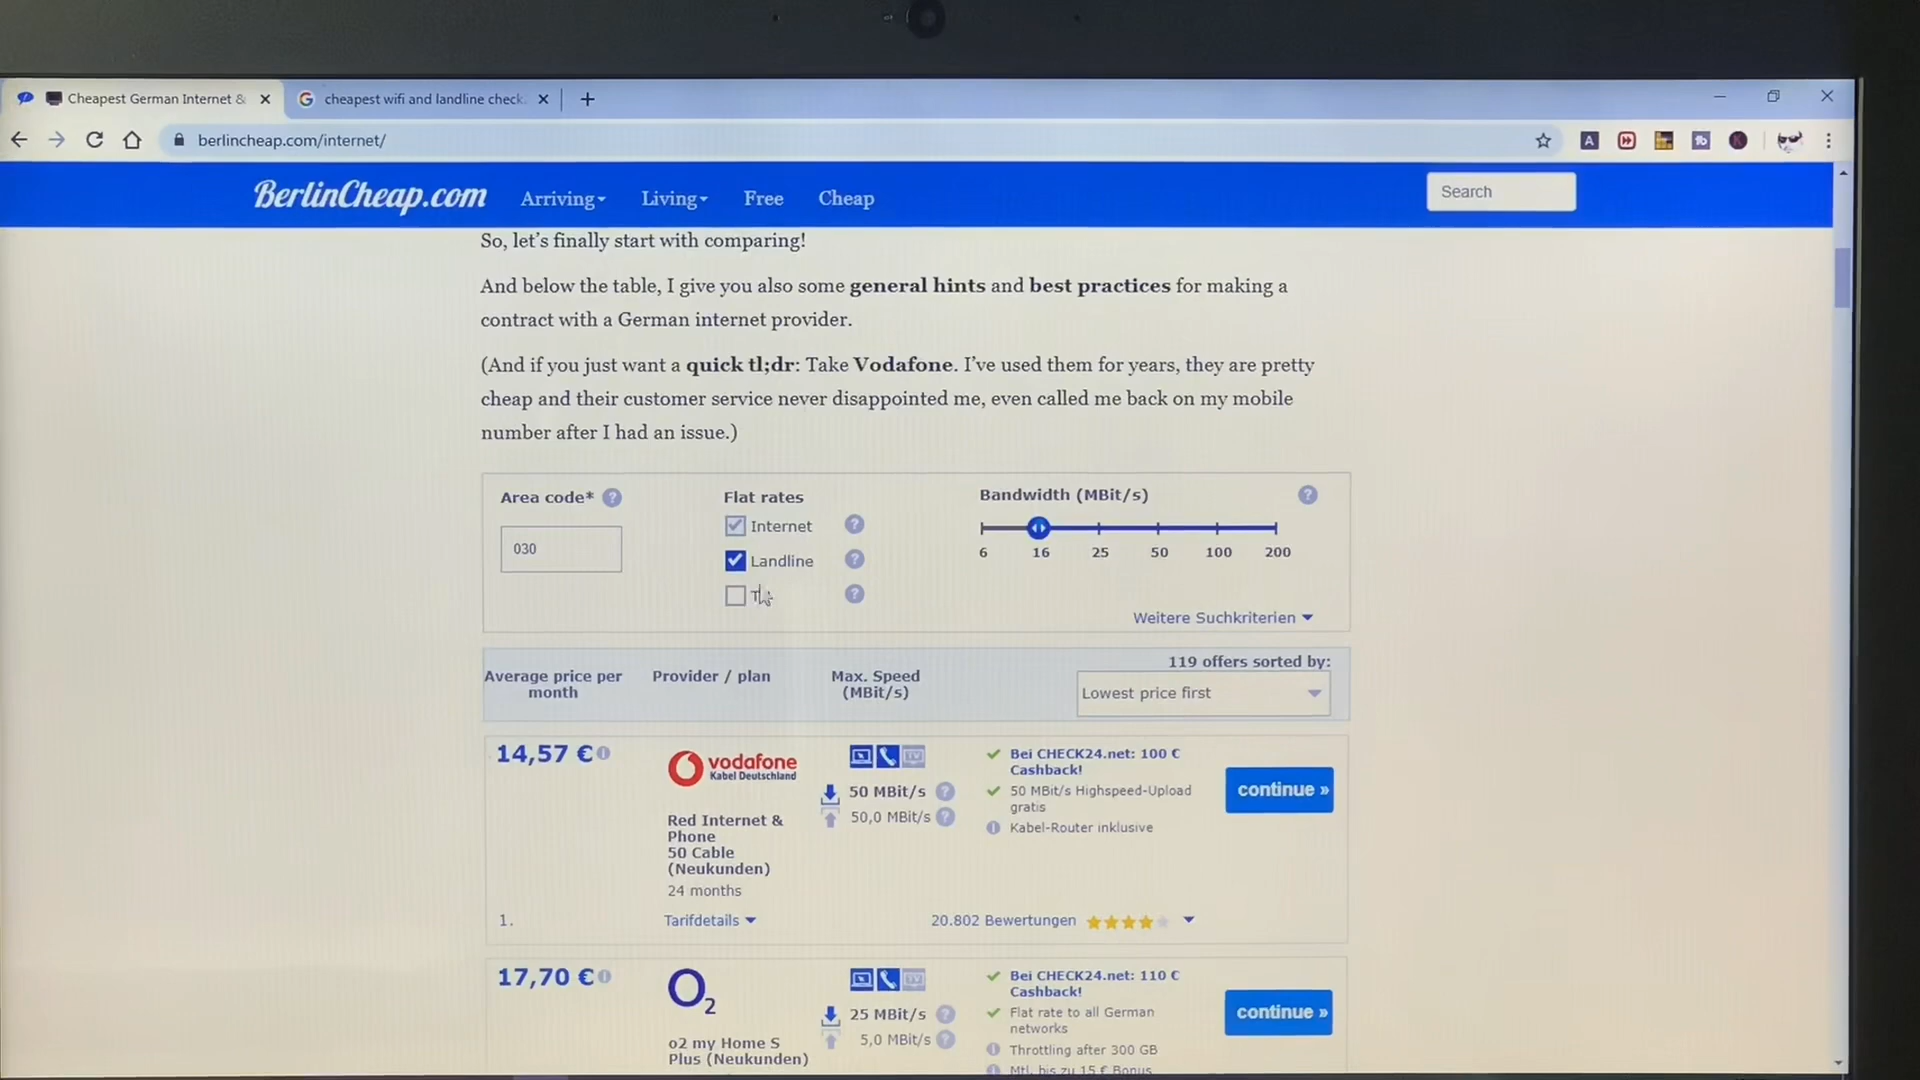 Cheapest German Internet &
cheapest wifi and landline check
berlincheap.com/internet/
BerlinCheap.com
Arriving
Living
Free
Cheap
Search
So, let's finally start with comparing!
And below the table, I give you also some general hints and best practices for making a
contract with a German internet provider.
(And if you just want a quick tl;dr: Take Vodafone. I've used them for years, they are pretty
cheap and their customer service never disappointed me, even called me back on my mobile
number after I had an issue.)
Area code* ?
030
Flat rates
Internet ?
Landline ?
?
Bandwidth (MBit/s) ?
6 16 25 50 100 200
Weitere Suchkriterien
Average price per
month
Provider / plan
Max. Speed
(MBit/s)
119 offers sorted by:
Lowest price first
14,57 €
vodafone
Kabel Deutschland
Red Internet &
Phone
50 Cable
(Neukunden)
24 months
TV
50 MBit/s ?
50,0 MBit/s ?
Bei CHECK24.net: 100 €
Cashback!
50 MBit/s Highspeed-Upload
gratis
Kabel-Router inklusive
continue »
1.
Tarifdetails
20.802 Bewertungen
17,70 €
O2
o2 my Home S
Plus (Neukunden)
TV
25 MBit/s ?
5,0 MBit/s ?
Bei CHECK24.net: 110 €
Cashback!
Flat rate to all German
networks
Throttling after 300 GB
Mtl. bis zu 15 € Bonus
continue »